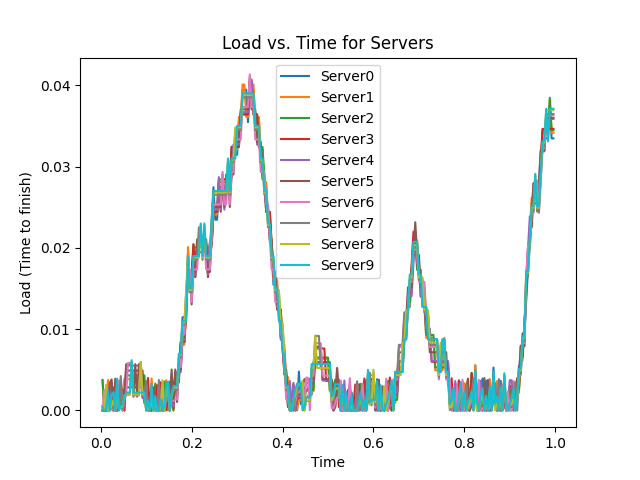 Load vs. Time for Servers
Load (Time to finish)
0.04
0.03
0.02
0.01
0.00
Server0
Server1
Server2
Server3
Server4
Server5
Server6
Server7
Server8
Server9
0.0 0.2 0.4 0.6 0.8 1.0
Time